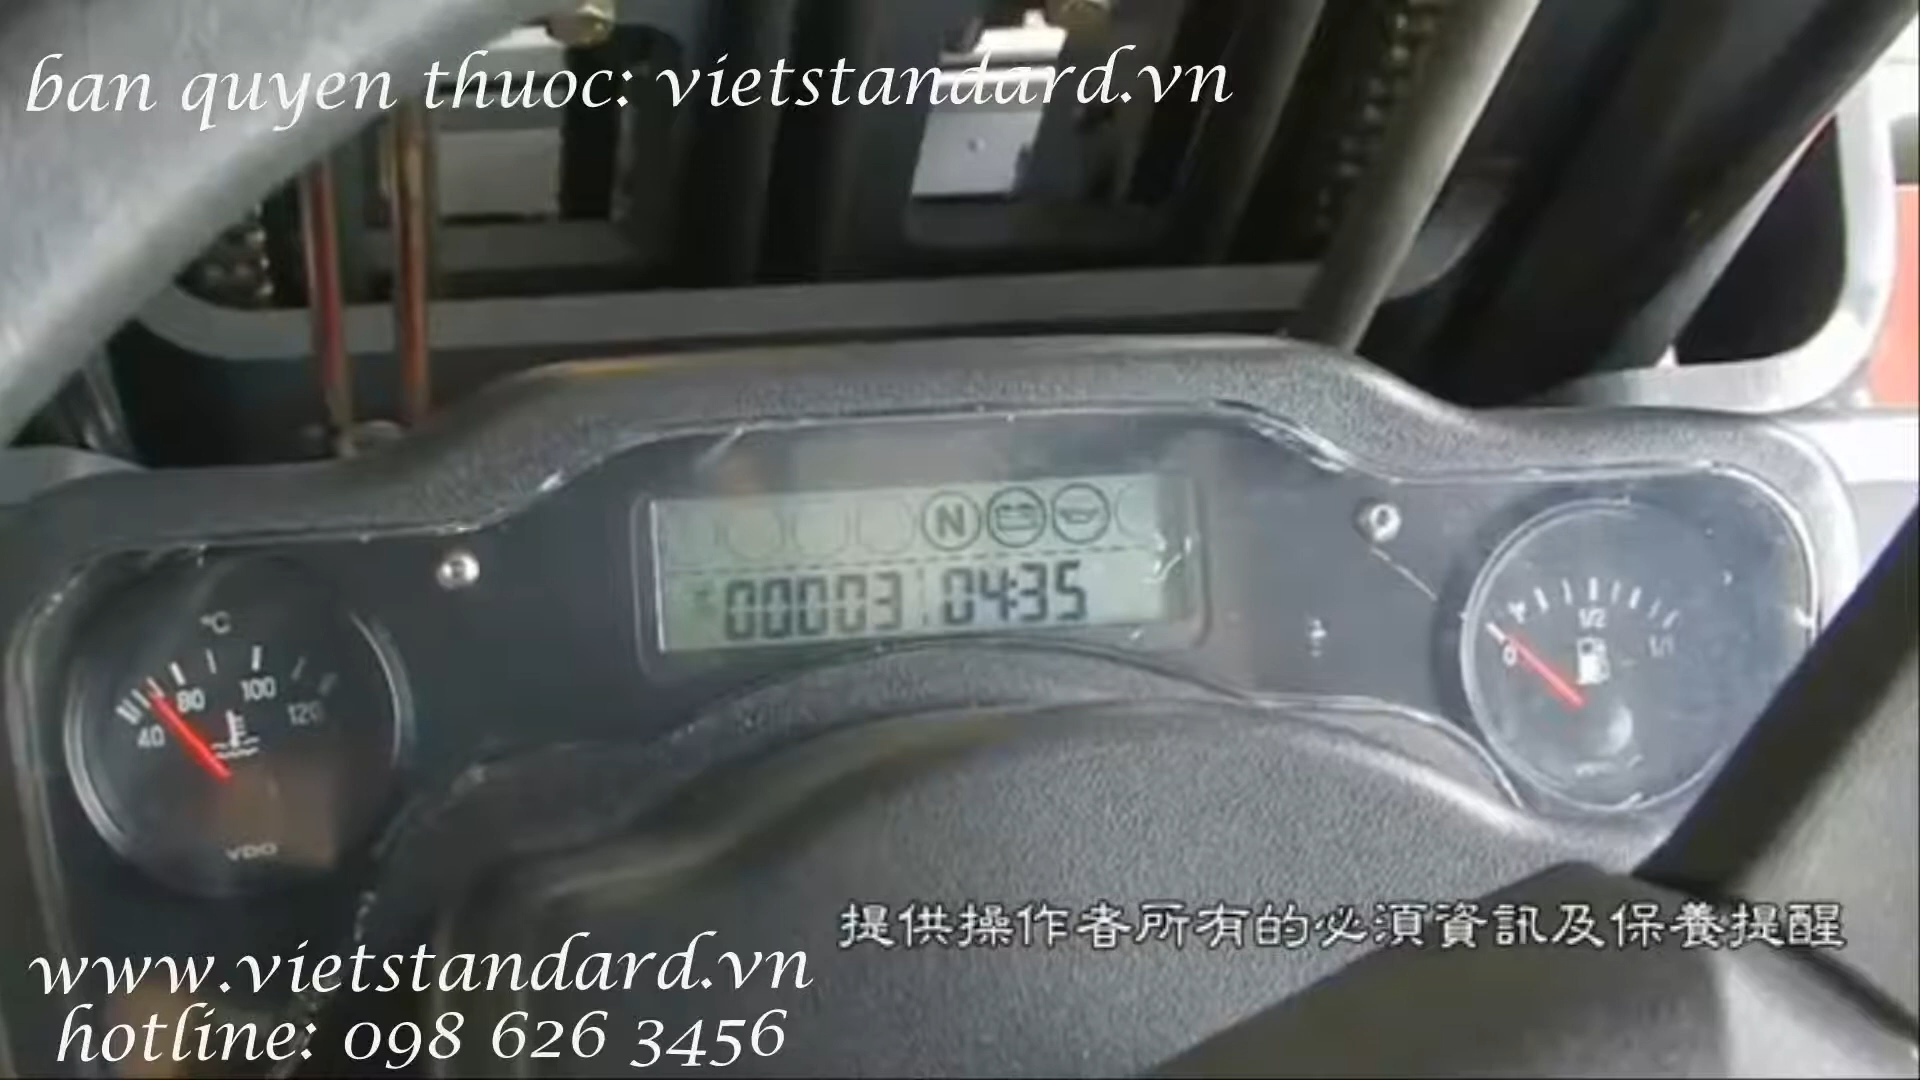 ban quyen thuoc: vietstandard.vn
N
00003 04:35
°C
40 80 100 120
VDO
0 1/2 1/1
提供操作者所有的必須資訊及保養提醒
www.vietstandard.vn
hotline: 098 626 3456